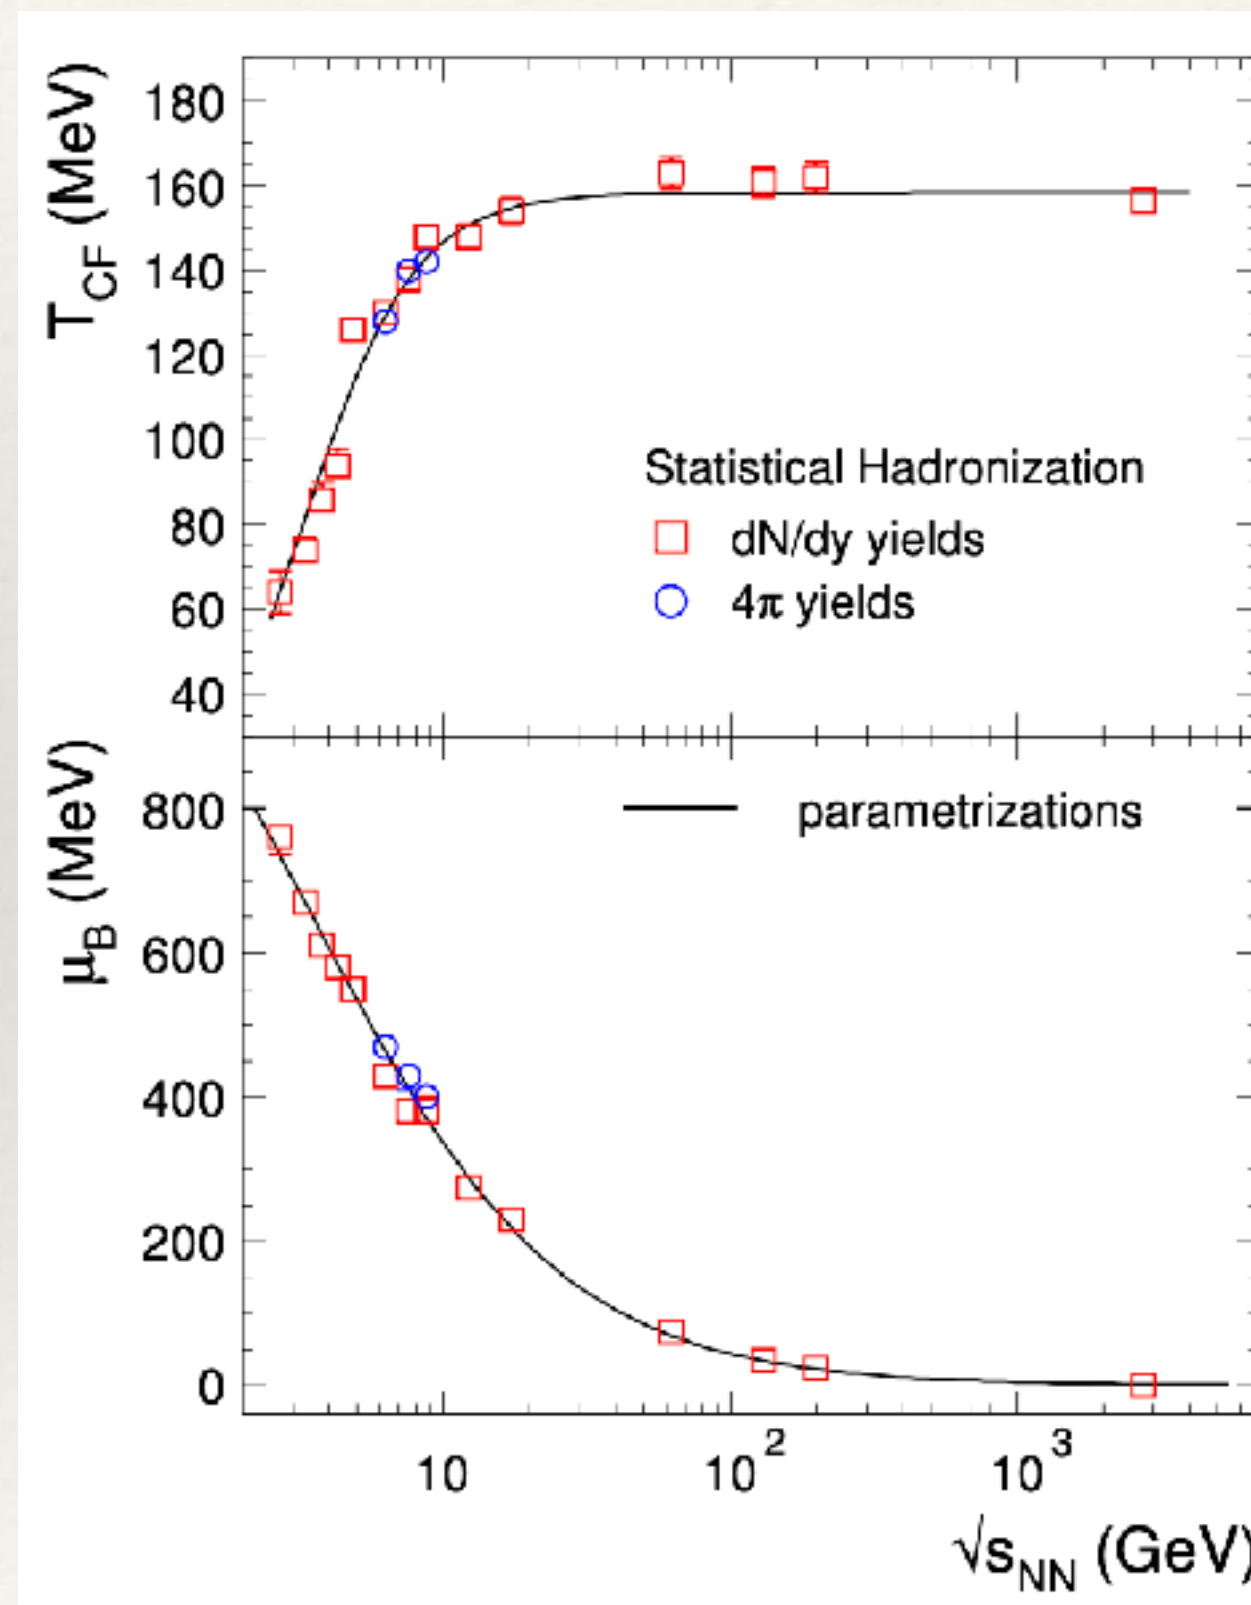 T_CF (MeV)
180
160
140
120
100
80
60
40
Statistical Hadronization
dN/dy yields
4π yields
μ_B (MeV)
800
600
400
200
0
parametrizations
10
10^2
10^3
√s_NN (GeV)